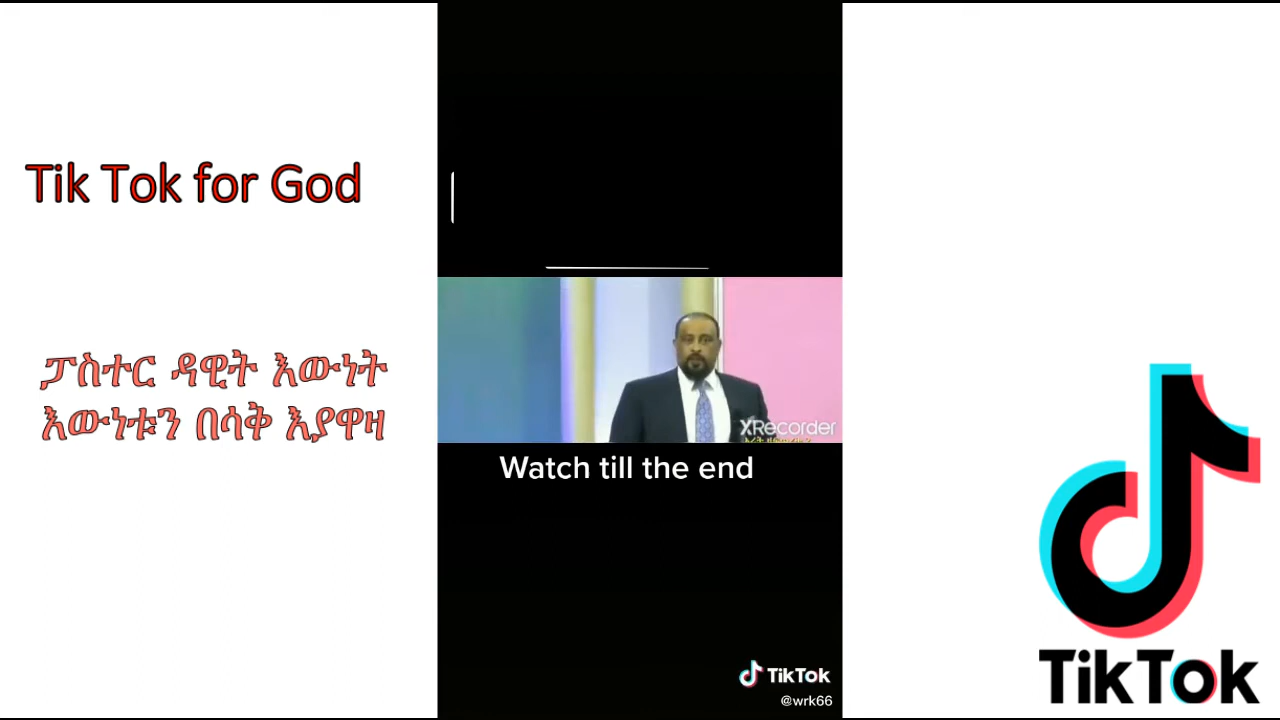 Tik Tok for God
ፓስተር ዳዊት እውነት
እውነቱን በሳቅ እያዋዛ
XRecorder
Watch till the end
TikTok
@wrk66
TikTok